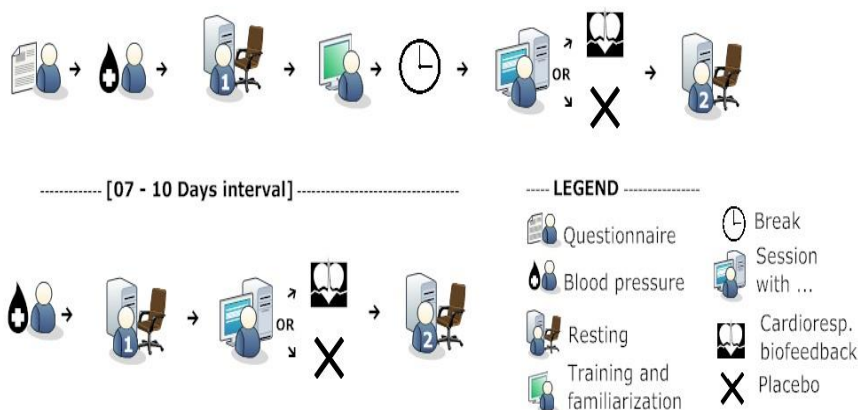 1
OR
2
[07 - 10 Days interval]
1
OR
2
LEGEND
Questionnaire
Blood pressure
Resting
Training and
familiarization
Break
Session
with ...
Cardioresp.
biofeedback
Placebo